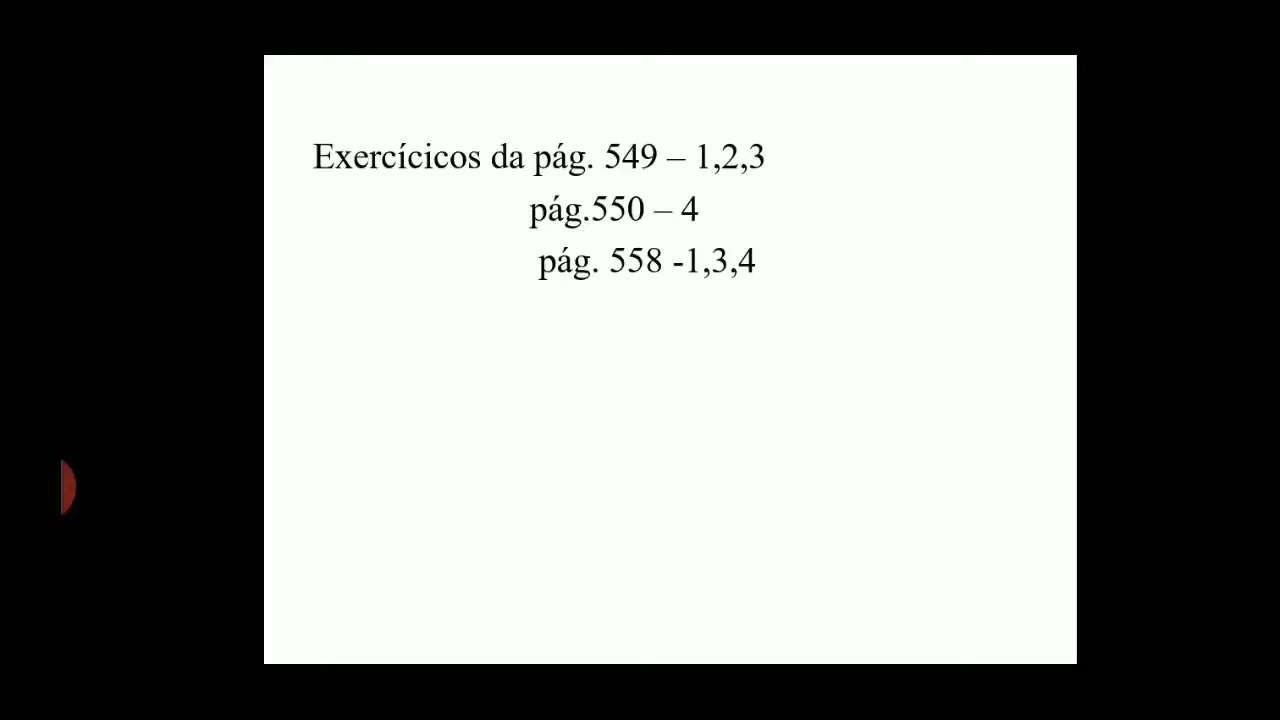 Exercícicos da pág. 549 – 1,2,3
pág.550 – 4
pág. 558 -1,3,4